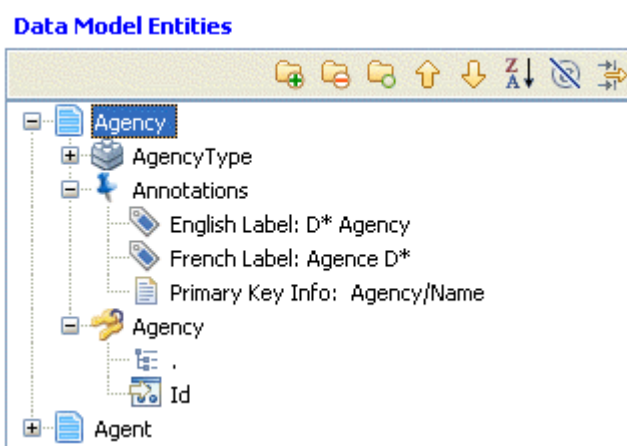 Data Model Entities
Z
A
Agency
AgencyType
Annotations
English Label: D* Agency
French Label: Agence D*
Primary Key Info: Agency/Name
Agency
.
Id
Agent